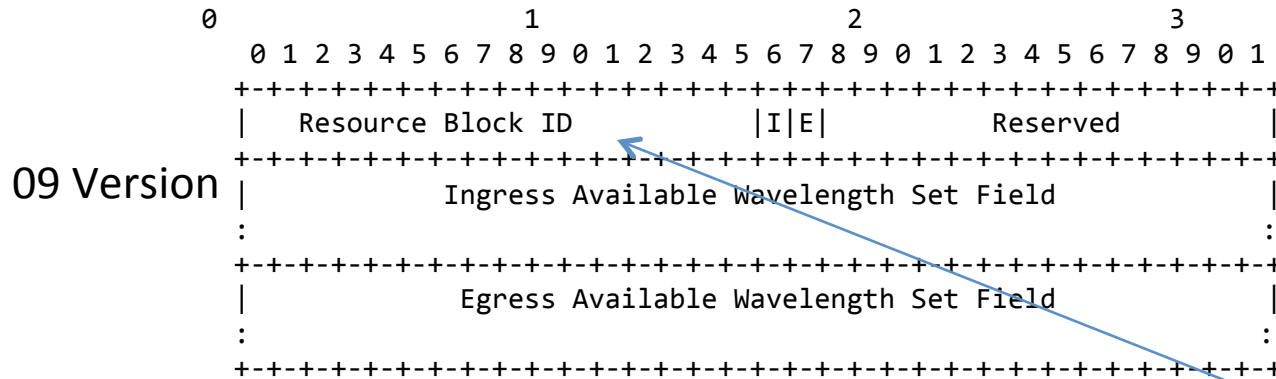 0                   1                   2                   3
 0 1 2 3 4 5 6 7 8 9 0 1 2 3 4 5 6 7 8 9 0 1 2 3 4 5 6 7 8 9 0 1
+-+-+-+-+-+-+-+-+-+-+-+-+-+-+-+-+-+-+-+-+-+-+-+-+-+-+-+-+-+-+-+-+
|   Resource Block ID           |I|E|          Reserved         |
+-+-+-+-+-+-+-+-+-+-+-+-+-+-+-+-+-+-+-+-+-+-+-+-+-+-+-+-+-+-+-+-+
09 Version
|            Ingress Available Wavelength Set Field             |
:                                                               :
+-+-+-+-+-+-+-+-+-+-+-+-+-+-+-+-+-+-+-+-+-+-+-+-+-+-+-+-+-+-+-+-+
|             Egress Available Wavelength Set Field             |
:                                                               :
+-+-+-+-+-+-+-+-+-+-+-+-+-+-+-+-+-+-+-+-+-+-+-+-+-+-+-+-+-+-+-+-+